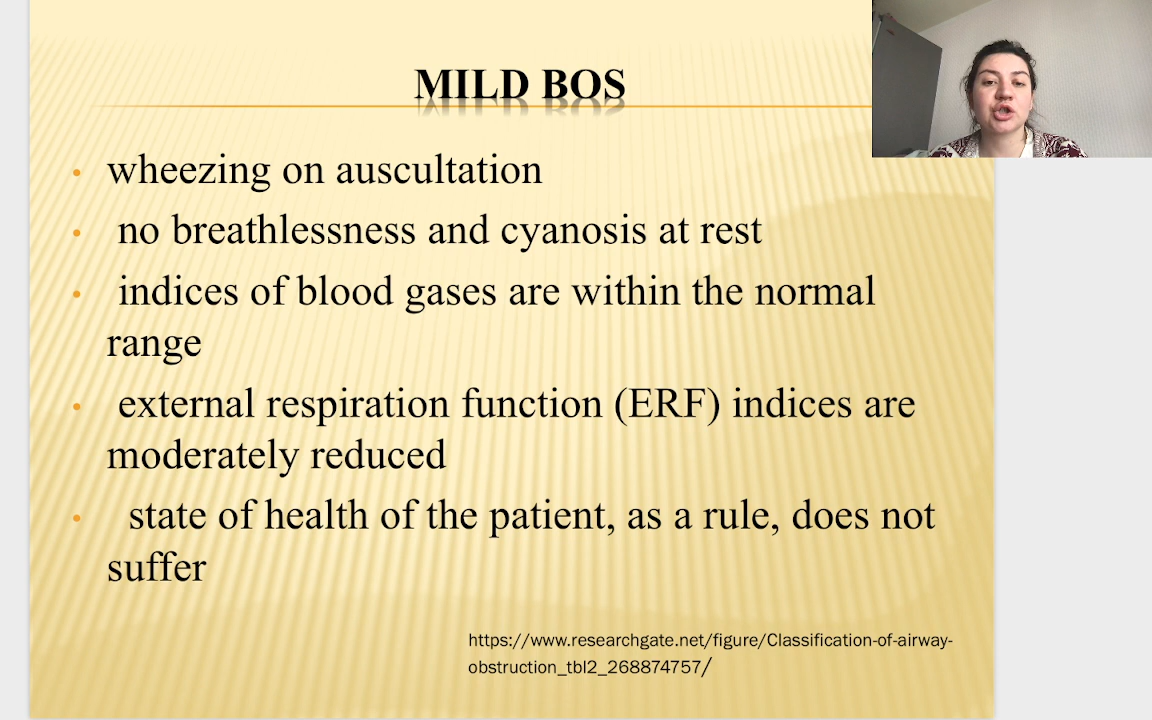 MILD BOS
• wheezing on auscultation
• no breathlessness and cyanosis at rest
• indices of blood gases are within the normal
range
• external respiration function (ERF) indices are
moderately reduced
• state of health of the patient, as a rule, does not
suffer
https://www.researchgate.net/figure/Classification-of-airway-
obstruction_tbl2_268874757/